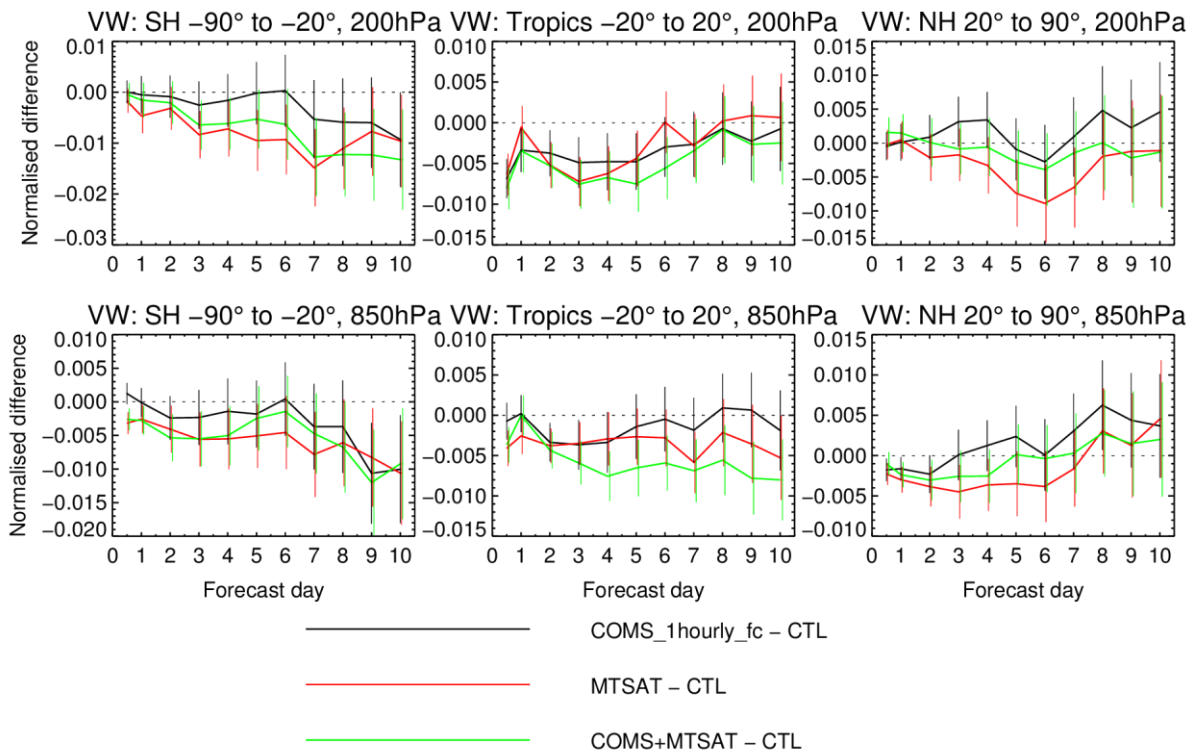 VW: SH −90° to −20°, 200hPa
VW: Tropics −20° to 20°, 200hPa
VW: NH 20° to 90°, 200hPa
Normalised difference
0.01
0.00
−0.01
−0.02
−0.03
0 1 2 3 4 5 6 7 8 9 10
0.010
0.005
0.000
−0.005
−0.010
−0.015
0 1 2 3 4 5 6 7 8 9 10
0.015
0.010
0.005
0.000
−0.005
−0.010
−0.015
0 1 2 3 4 5 6 7 8 9 10
VW: SH −90° to −20°, 850hPa
VW: Tropics −20° to 20°, 850hPa
VW: NH 20° to 90°, 850hPa
Normalised difference
0.010
0.005
0.000
−0.005
−0.010
−0.015
−0.020
0 1 2 3 4 5 6 7 8 9 10
Forecast day
0.010
0.005
0.000
−0.005
−0.010
−0.015
0 1 2 3 4 5 6 7 8 9 10
Forecast day
0.015
0.010
0.005
0.000
−0.005
−0.010
0 1 2 3 4 5 6 7 8 9 10
Forecast day
COMS_1hourly_fc − CTL
MTSAT − CTL
COMS+MTSAT − CTL